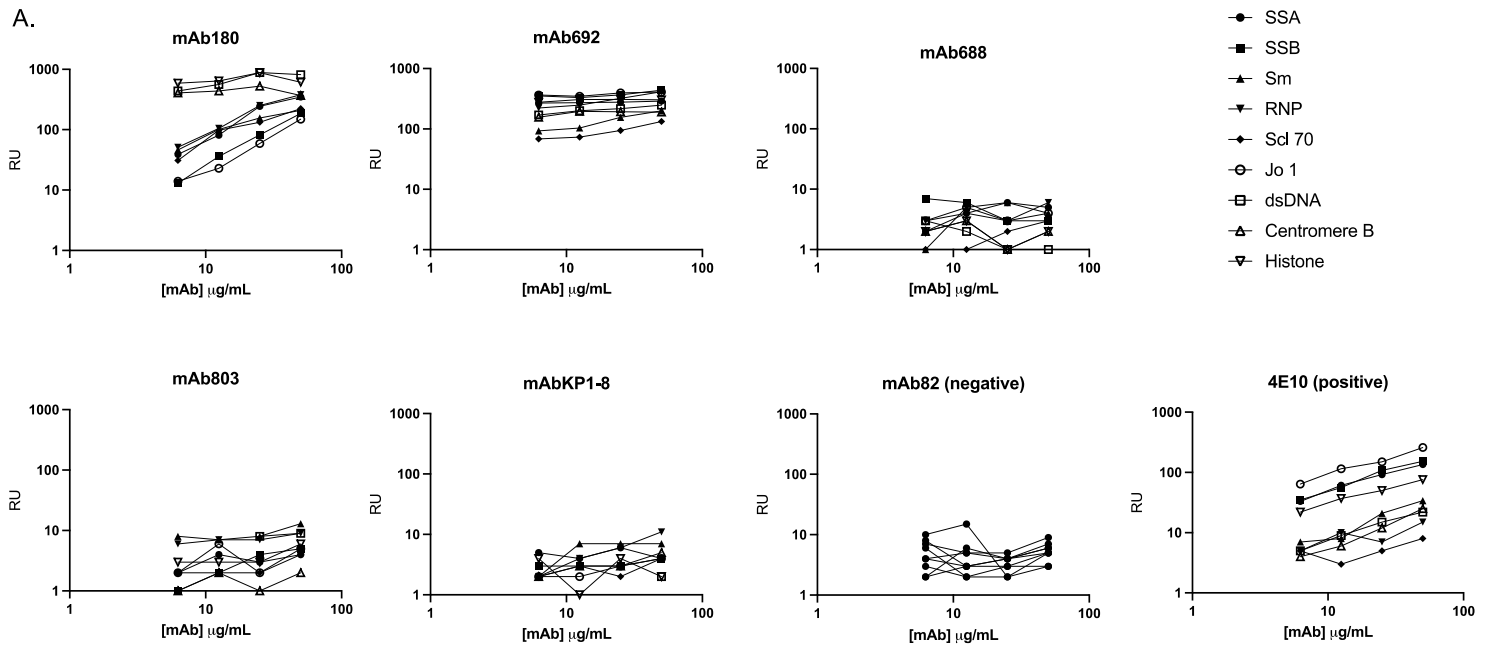 A.
mAb180
1000
100
10
1
RU
1
10
100
[mAb] μg/mL
mAb692
1000
100
10
1
RU
1
10
100
[mAb] μg/mL
mAb688
1000
100
10
1
RU
1
10
100
[mAb] μg/mL
SSA
SSB
Sm
RNP
Scl 70
Jo 1
dsDNA
Centromere B
Histone
mAb803
1000
100
10
1
RU
1
10
100
[mAb] μg/mL
mAbKP1-8
1000
100
10
1
RU
1
10
100
[mAb] μg/mL
mAb82 (negative)
1000
100
10
1
RU
1
10
100
[mAb] μg/mL
4E10 (positive)
1000
100
10
1
RU
1
10
100
[mAb] μg/mL